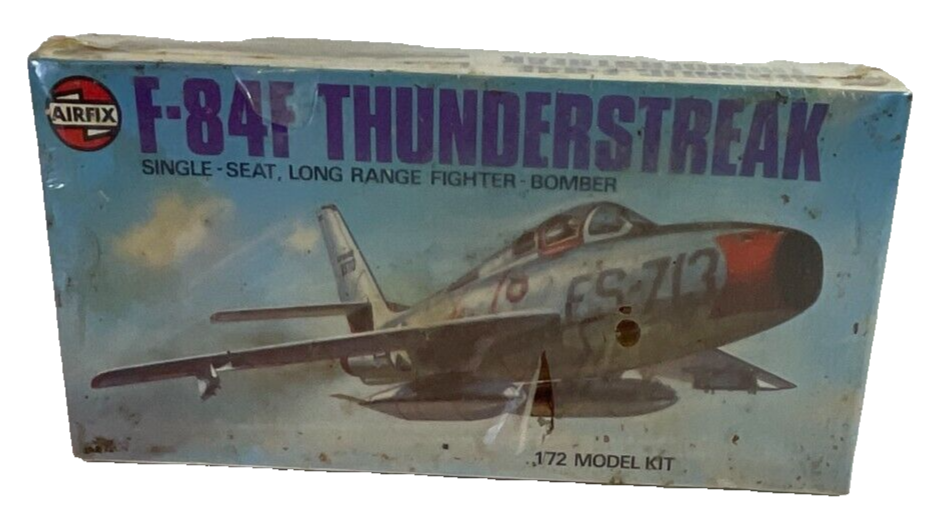 AIRFIX
F-84F THUNDERSTREAK
SINGLE-SEAT, LONG RANGE FIGHTER-BOMBER
FS-713
1/72 MODEL KIT